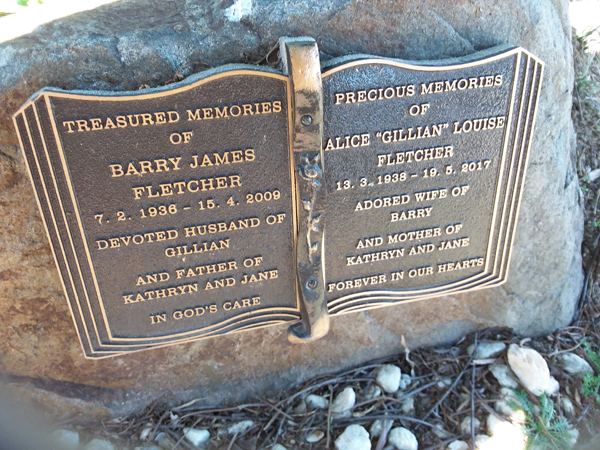 TREASURED MEMORIES
OF
BARRY JAMES
FLETCHER
7. 2. 1936 - 15. 4. 2009
DEVOTED HUSBAND OF
GILLIAN
AND FATHER OF
KATHRYN AND JANE
IN GOD'S CARE
PRECIOUS MEMORIES
OF
ALICE "GILLIAN" LOUISE
FLETCHER
13. 3. 1938 - 19. 5. 2017
ADORED WIFE OF
BARRY
AND MOTHER OF
KATHRYN AND JANE
FOREVER IN OUR HEARTS